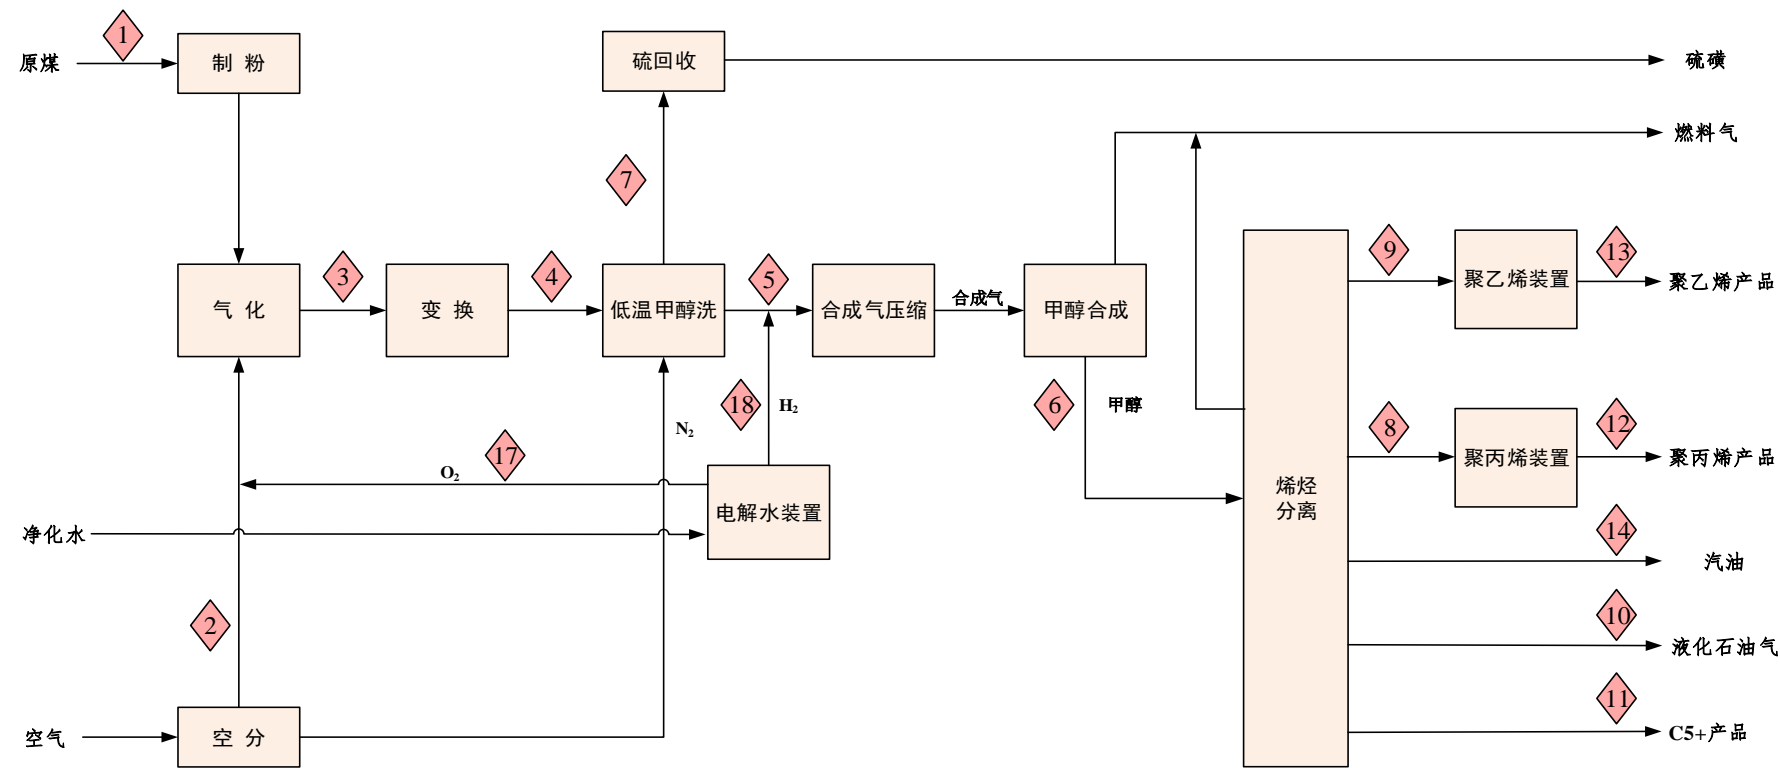 1
原煤
制 粉
硫回收
硫磺
燃料气
7
3
4
5
9
13
气 化
变 换
低温甲醇洗
合成气压缩
合成气
甲醇合成
聚乙烯装置
聚乙烯产品
6
甲醇
18
H₂
N₂
8
12
17
O₂
聚丙烯装置
聚丙烯产品
烯烃
分离
净化水
电解水装置
14
汽油
2
10
液化石油气
11
空气
空 分
C5+产品